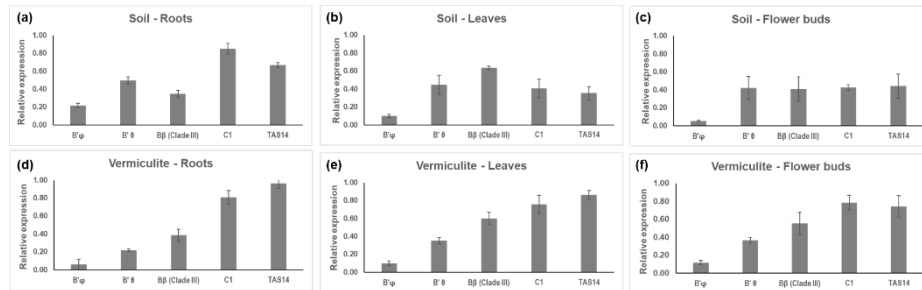 (a) Soil - Roots
Relative expression
1.00
0.80
0.60
0.40
0.20
0.00
B'φ B' θ Bβ (Clade III) C1 TAS14
(b) Soil - Leaves
Relative expression
1.00
0.80
0.60
0.40
0.20
0.00
B'φ B' θ Bβ (Clade III) C1 TAS14
(c) Soil - Flower buds
Relative expression
1.00
0.80
0.60
0.40
0.20
0.00
B'φ B' θ Bβ (Clade III) C1 TAS14
(d) Vermiculite - Roots
Relative expression
1.00
0.80
0.60
0.40
0.20
0.00
B'φ B' θ Bβ (Clade III) C1 TAS14
(e) Vermiculite - Leaves
Relative expression
1.00
0.80
0.60
0.40
0.20
0.00
B'φ B' θ Bβ (Clade III) C1 TAS14
(f) Vermiculite - Flower buds
Relative expression
1.00
0.80
0.60
0.40
0.20
0.00
B'φ B' θ Bβ (Clade III) C1 TAS14